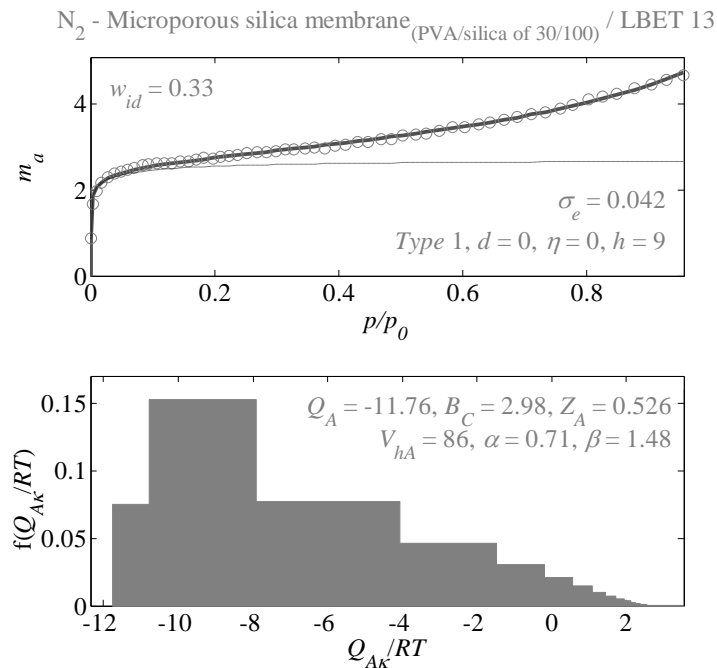 N2 - Microporous silica membrane(PVA/silica of 30/100) / LBET 13
wid = 0.33
ma
4
2
0
σe = 0.042
Type 1, d = 0, η = 0, h = 9
0 0.2 0.4 0.6 0.8
p/p0
f(QAκ/RT)
0.15
0.1
0.05
0
QA = -11.76, BC = 2.98, ZA = 0.526
VhA = 86, α = 0.71, β = 1.48
-12 -10 -8 -6 -4 -2 0 2
QAκ/RT